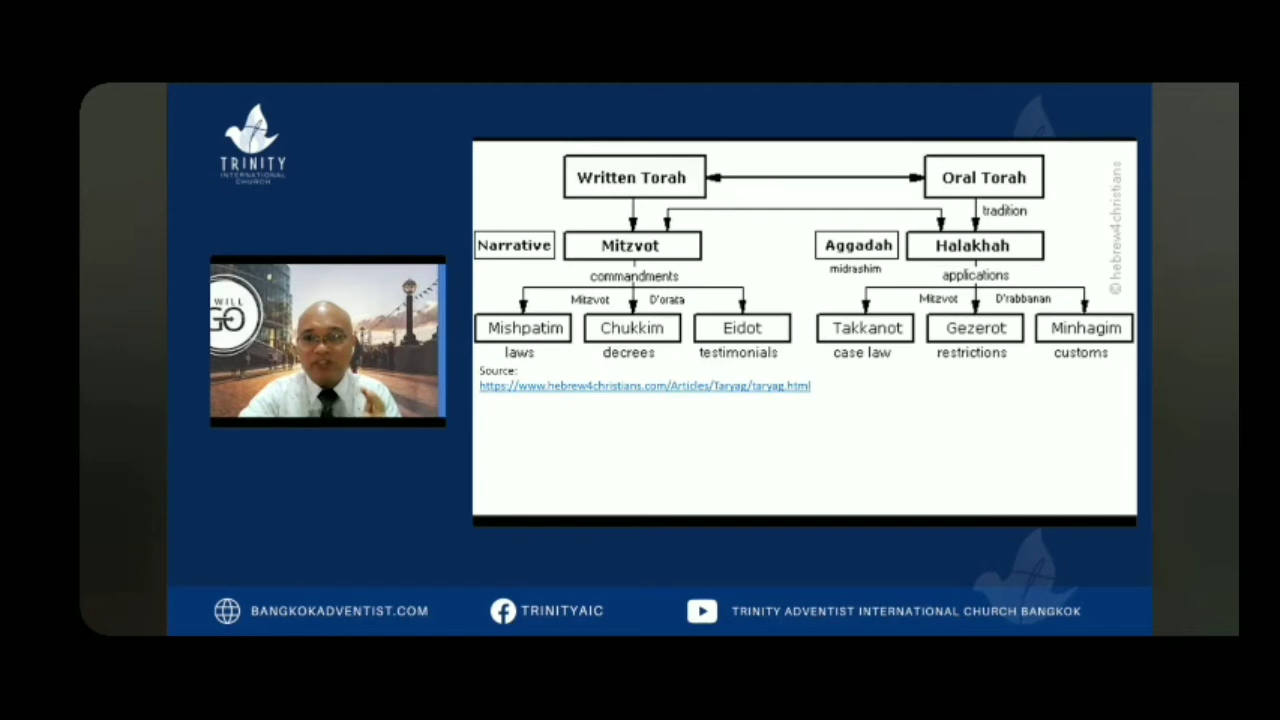 TRINITY
INTERNATIONAL
CHURCH
WILL
GO
Written Torah
Oral Torah
tradition
Narrative
Mitzvot
Aggadah
Halakhah
midrashim
commandments
applications
Mitzvot
D'orata
Mitzvot
D'rabbanan
Mishpatim
Chukkim
Eidot
Takkanot
Gezerot
Minhagim
laws
decrees
testimonials
case law
restrictions
customs
Source:
https://www.hebrew4christians.com/Articles/Taryag/taryag.html
© hebrew4christians
BANGKOKADVENTIST.COM
TRINITYAIC
TRINITY ADVENTIST INTERNATIONAL CHURCH BANGKOK